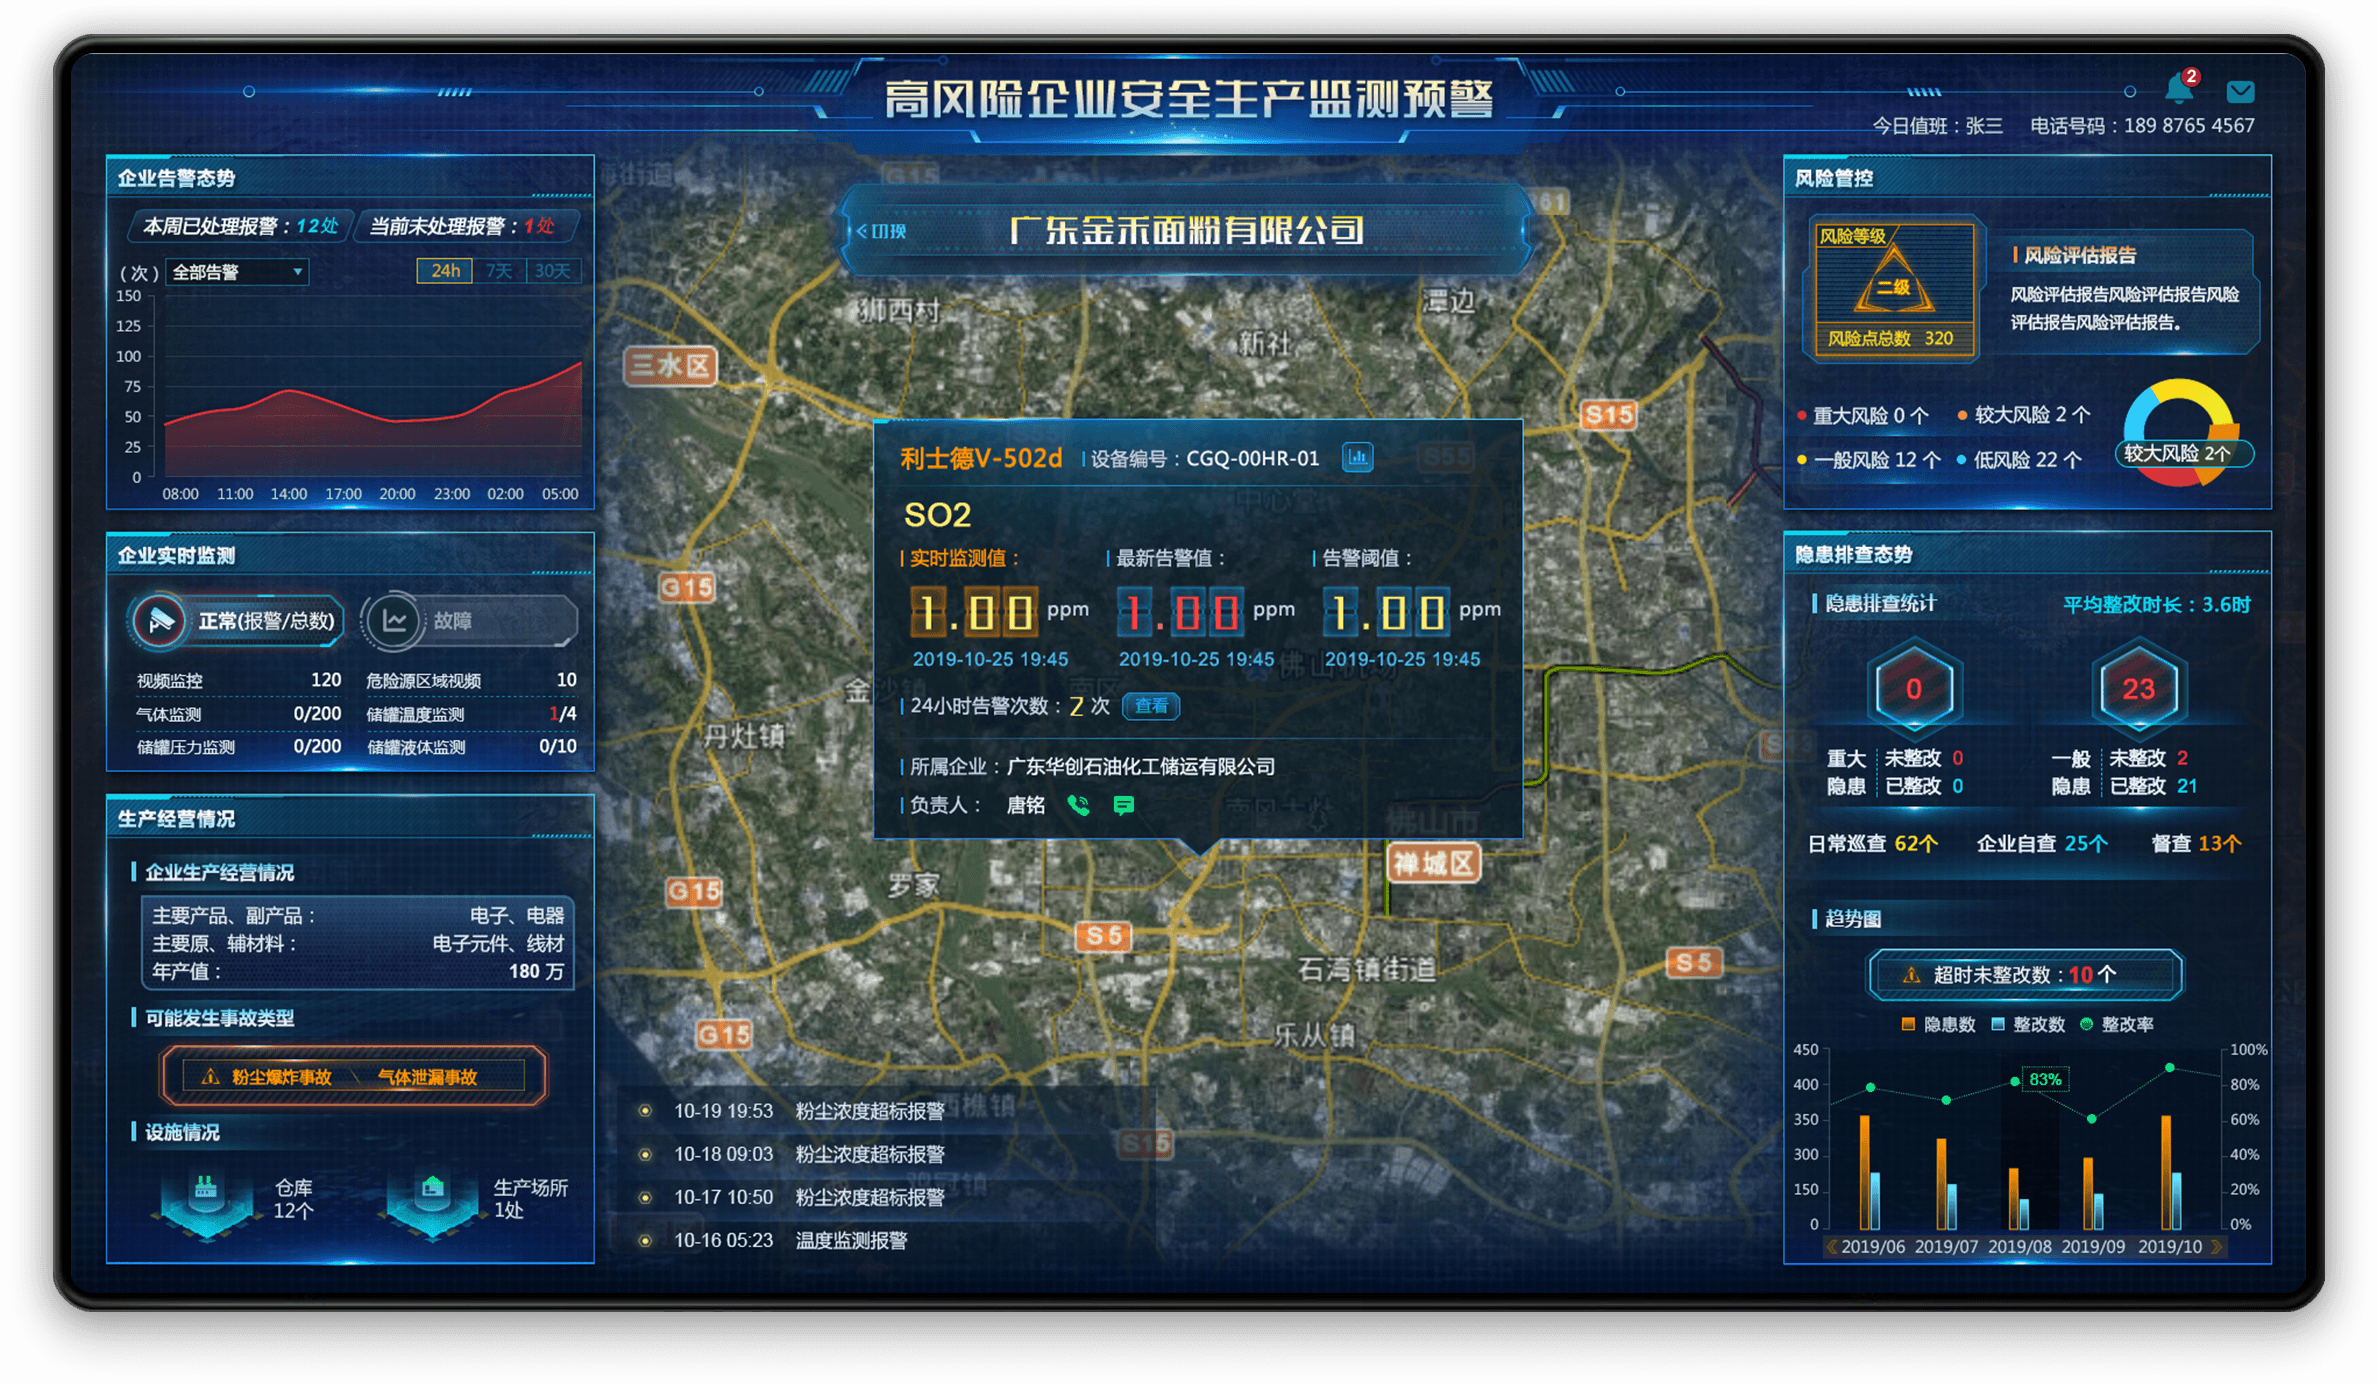 高风险企业安全生产监测预警
2
今日值班：张三 电话号码：189 8765 4567
企业告警态势
本周已处理报警：12处 当前未处理报警：1处
(次) 全部告警 24h 7天 30天
150
125
100
75
50
25
0
08:00 11:00 14:00 17:00 20:00 23:00 02:00 05:00
企业实时监测
正常(报警/总数) 故障
视频监控 120 危险源区域视频 10
气体监测 0/200 储罐温度监测 1/4
储罐压力监测 0/200 储罐液体监测 0/10
生产经营情况
企业生产经营情况
主要产品、副产品： 电子、电器
主要原、辅材料： 电子元件、线材
年产值： 180 万
可能发生事故类型
粉尘爆炸事故 气体泄漏事故
设施情况
仓库 12个
生产场所 1处
<切换 广东金禾面粉有限公司
G15
61
狮西村
潭边
新社
三水区
S15
S55
利士德V-502d 设备编号：CGQ-00HR-01
SO2
实时监测值： 最新告警值： 告警阈值：
1.00 ppm 1.00 ppm 1.00 ppm
2019-10-25 19:45 2019-10-25 19:45 2019-10-25 19:45
24小时告警次数：2 次 查看
所属企业：广东华创石油化工储运有限公司
负责人： 唐铭
G15
丹灶镇
佛山市
禅城区
G15
罗家
S5
石湾镇街道
S5
G15
乐从镇
S15
10-19 19:53 粉尘浓度超标报警
10-18 09:03 粉尘浓度超标报警
10-17 10:50 粉尘浓度超标报警
10-16 05:23 温度监测报警
风险管控
风险等级
二级
风险点总数 320
风险评估报告
风险评估报告风险评估报告风险
评估报告风险评估报告。
重大风险 0 个 较大风险 2 个
一般风险 12 个 低风险 22 个
较大风险 2个
隐患排查态势
隐患排查统计 平均整改时长：3.6时
0 23
重大隐患 未整改 0 已整改 0
一般隐患 未整改 2 已整改 21
日常巡查 62个 企业自查 25个 督查 13个
趋势图
超时未整改数：10 个
隐患数 整改数 整改率
450
400
350
300
150
0
83%
100%
80%
60%
40%
20%
0%
2019/06 2019/07 2019/08 2019/09 2019/10